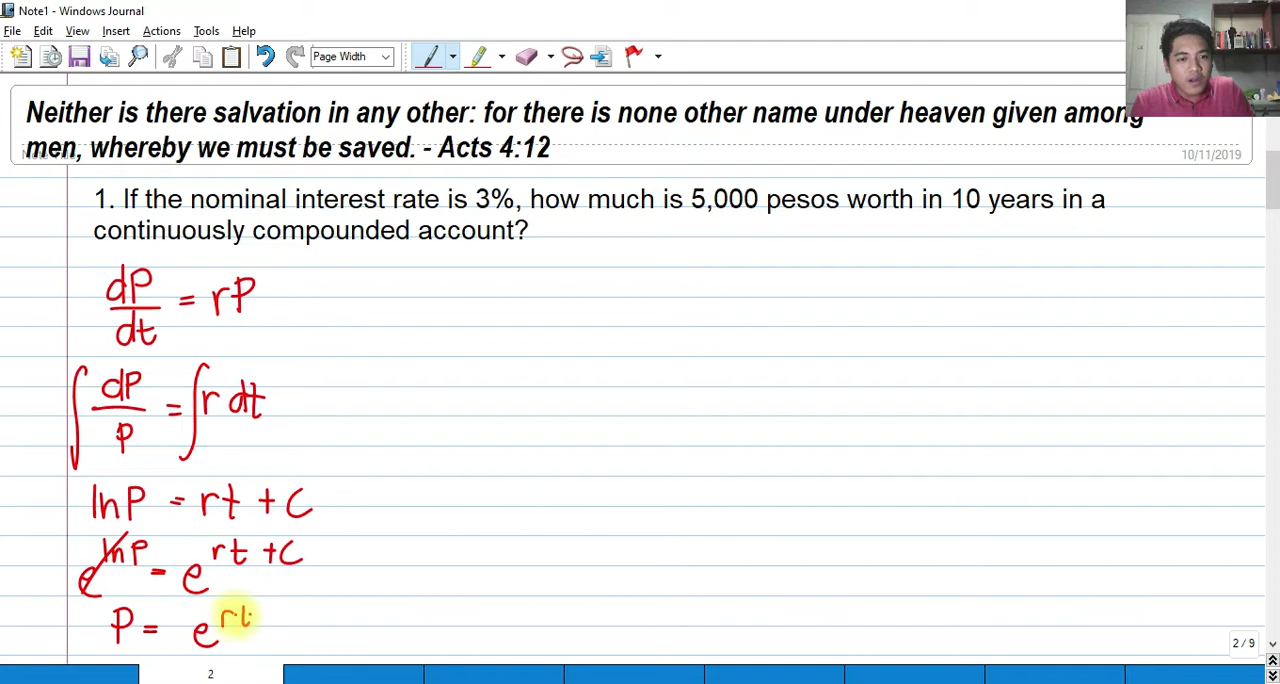 Note1 - Windows Journal
File Edit View Insert Actions Tools Help
Page Width
Neither is there salvation in any other: for there is none other name under heaven given among
men, whereby we must be saved. - Acts 4:12
10/11/2019
1. If the nominal interest rate is 3%, how much is 5,000 pesos worth in 10 years in a
continuously compounded account?
dP/dt = rP
∫ dP/P = ∫ r dt
ln P = rt + C
e^(ln P) = e^(rt + C)
P = e^(rt
2 / 9
2